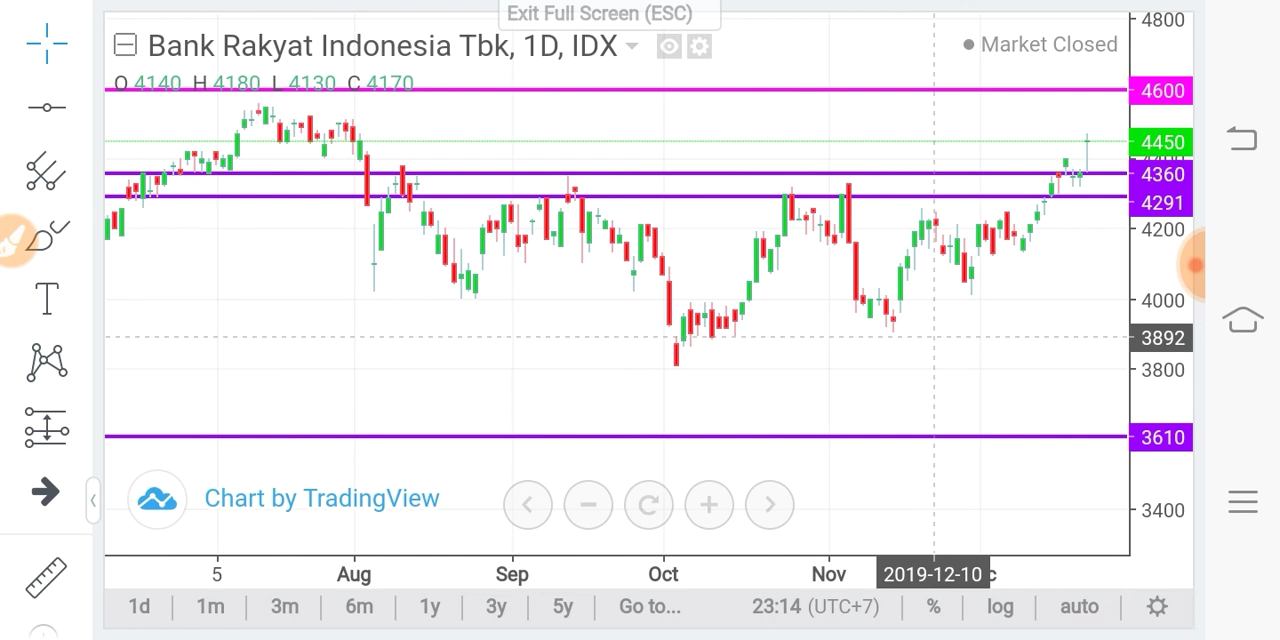 Exit Full Screen (ESC)
Bank Rakyat Indonesia Tbk, 1D, IDX
Market Closed
O 4140 H 4180 L 4130 C 4170
4800
4600
4450
4400
4360
4291
4200
4000
3892
3800
3610
3400
T
Chart by TradingView
5 Aug Sep Oct Nov 2019-12-10 c
1d 1m 3m 6m 1y 3y 5y Go to... 23:14 (UTC+7) % log auto